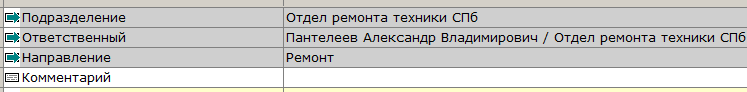 Подразделение Отдел ремонта техники СПб
Ответственный Пантелеев Александр Владимирович / Отдел ремонта техники СПб
Направление Ремонт
Комментарий